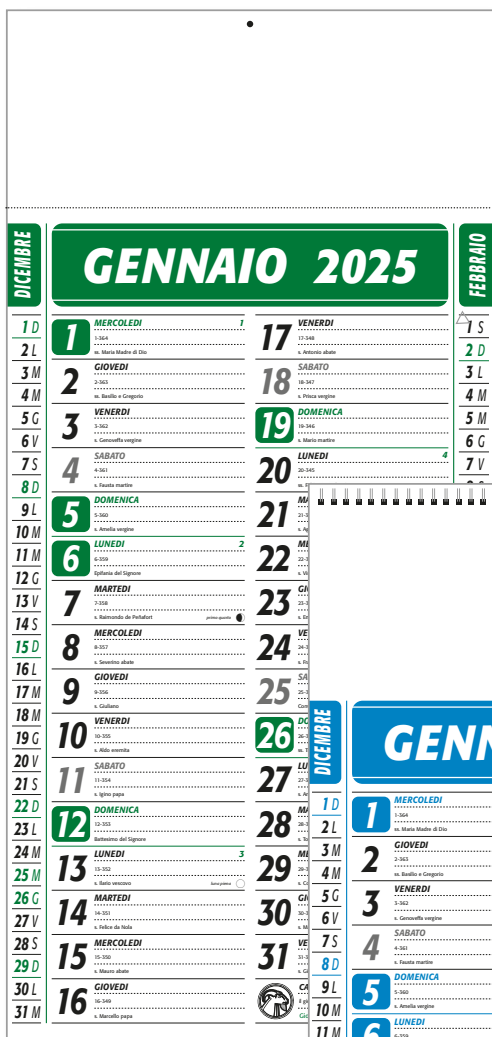 DICEMBRE
GENNAIO 2025
FEBBRAIO
1 D
2 L
3 M
4 M
5 G
6 V
7 S
8 D
9 L
10 M
11 M
12 G
13 V
14 S
15 D
16 L
17 M
18 M
19 G
20 V
21 S
22 D
23 L
24 M
25 M
26 G
27 V
28 S
29 D
30 L
31 M
1 MERCOLEDI 1
1-364
ss. Maria Madre di Dio
2 GIOVEDI
2-363
ss. Basilio e Gregorio
3 VENERDI
3-362
s. Genoveffa vergine
4 SABATO
4-361
s. Fausta martire
5 DOMENICA
5-360
s. Amelia vergine
6 LUNEDI 2
6-359
Epifania del Signore
7 MARTEDI
7-358
s. Raimondo de Peñafort primo quarto
8 MERCOLEDI
8-357
s. Severino abate
9 GIOVEDI
9-356
s. Giuliano
10 VENERDI
10-355
s. Aldo eremita
11 SABATO
11-354
s. Igino papa
12 DOMENICA
12-353
Battesimo del Signore
13 LUNEDI 3
13-352
s. Ilario vescovo luna piena
14 MARTEDI
14-351
s. Felice da Nola
15 MERCOLEDI
15-350
s. Mauro abate
16 GIOVEDI
16-349
s. Marcello papa
17 VENERDI
17-348
s. Antonio abate
18 SABATO
18-347
s. Prisca vergine
19 DOMENICA
19-346
s. Mario martire
20 LUNEDI 4
20-345
21
22
23
24
25
26
27
28
29
30
31
1 S
2 D
3 L
4 M
5 M
6 G
7 V
DICEMBRE
GENN
1 D
2 L
3 M
4 M
5 G
6 V
7 S
8 D
9 L
10 M
11 M
1 MERCOLEDI
1-364
ss. Maria Madre di Dio
2 GIOVEDI
2-363
ss. Basilio e Gregorio
3 VENERDI
3-362
s. Genoveffa vergine
4 SABATO
4-361
s. Fausta martire
5 DOMENICA
5-360
s. Amelia vergine
6 LUNEDI
6-359